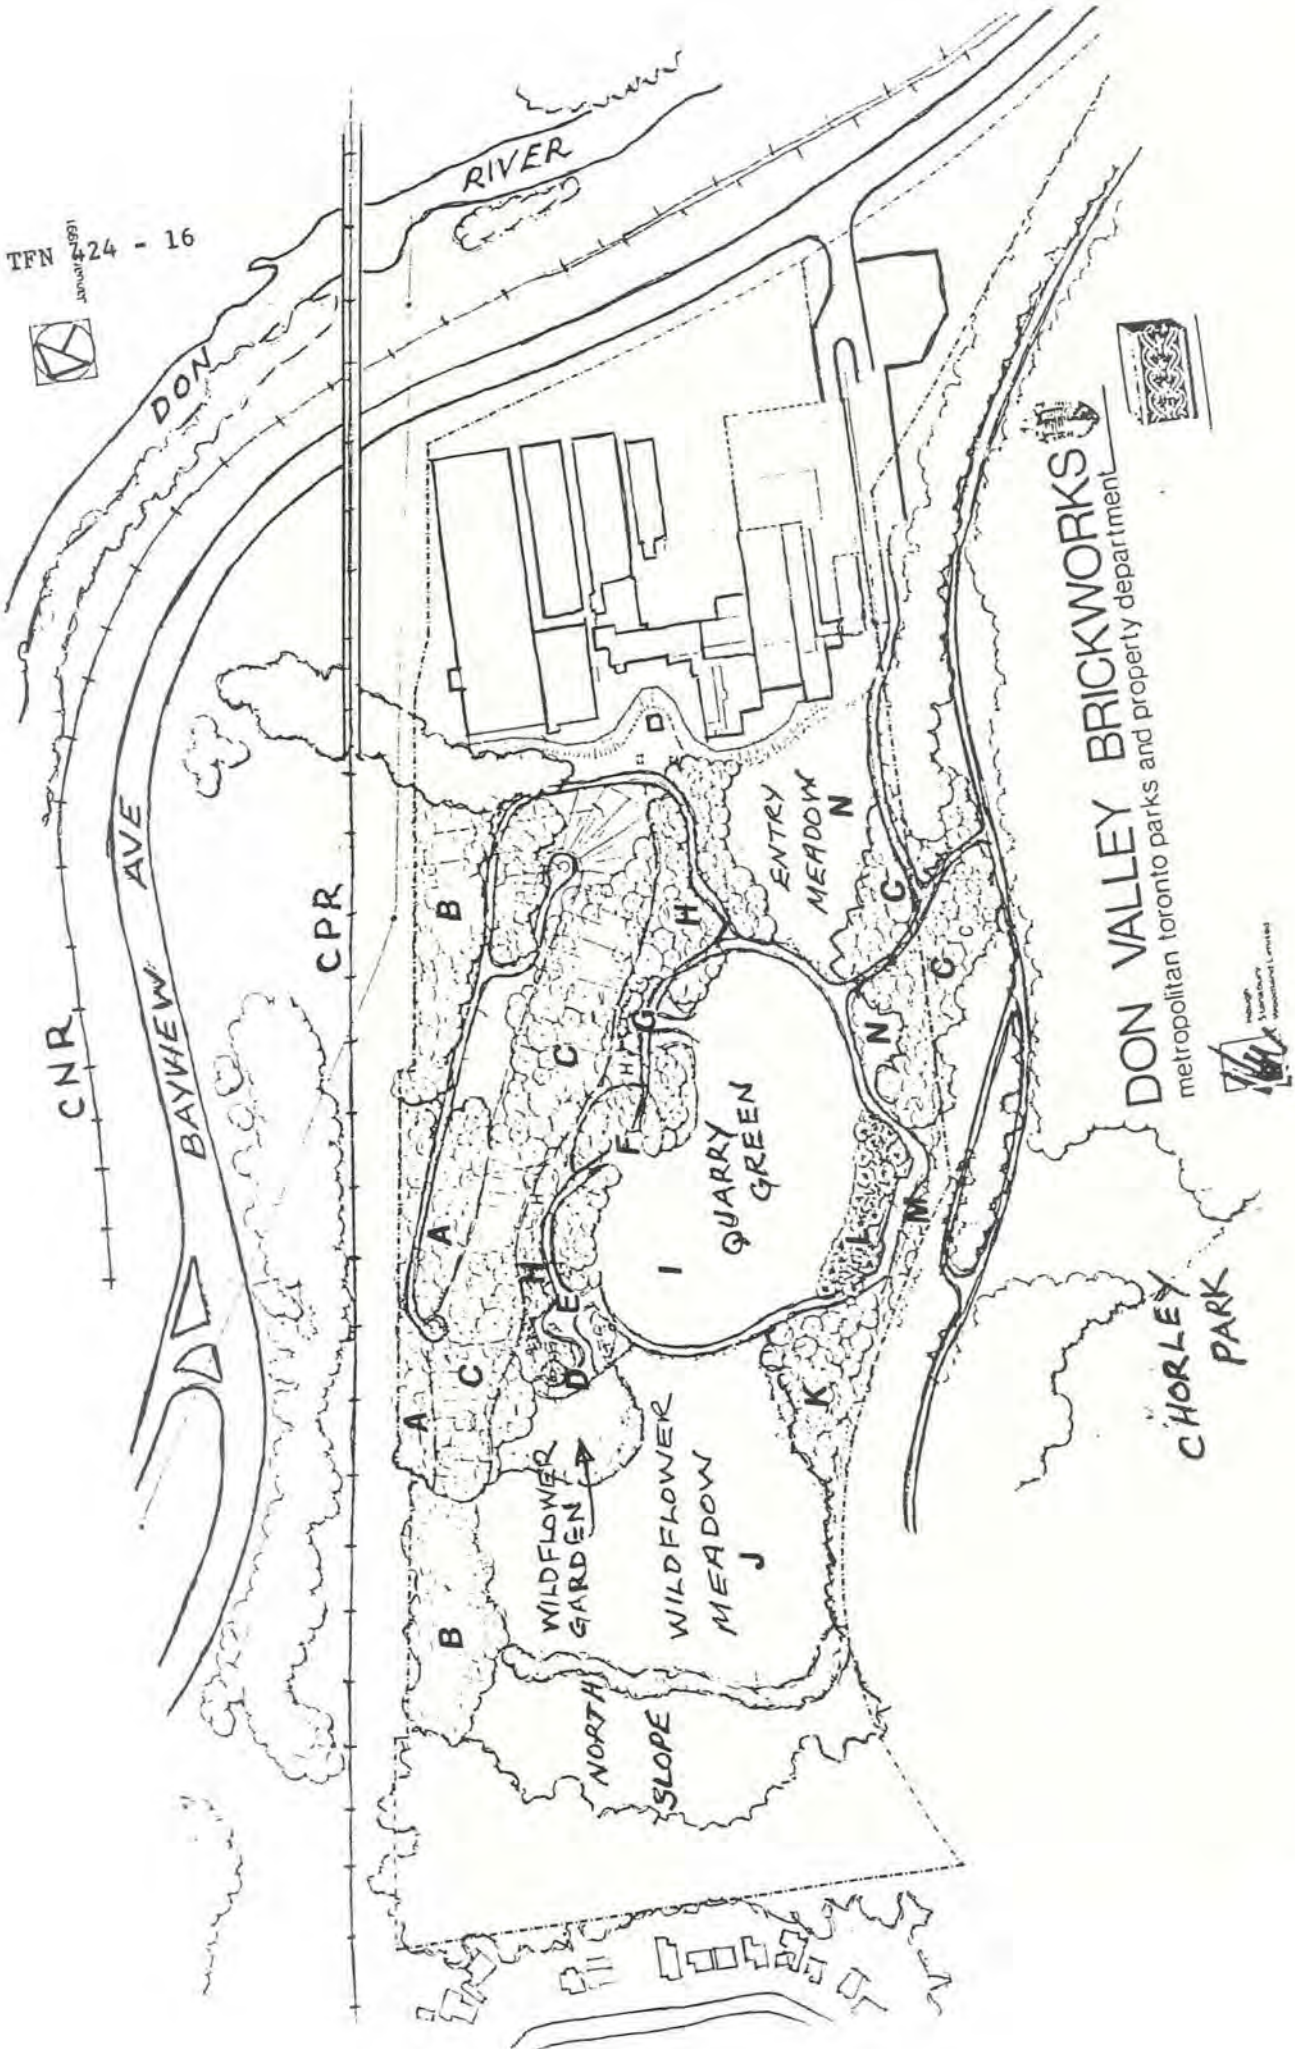 TFN 424 - 16
DON
RIVER
CNR
BAYVIEW
AVE
CPR
A
A
B
B
C
C
C
C
C
D
E
F
G
H
H
H
H
H
I
J
K
L
M
N
N
ENTRY
MEADOW
QUARRY
GREEN
WILDFLOWER
GARDEN
WILDFLOWER
MEADOW
NORTH
SLOPE
CHORLEY
PARK
DON VALLEY BRICKWORKS
metropolitan toronto parks and property department